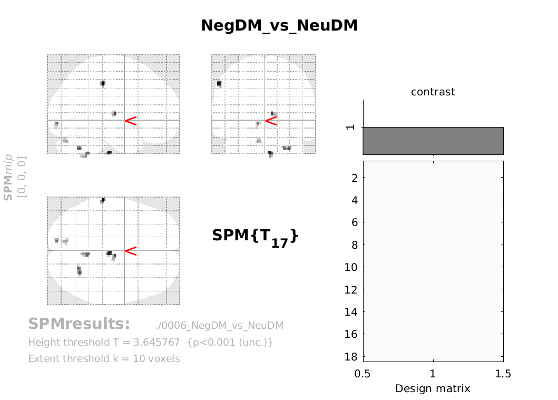 NegDM_vs_NeuDM
contrast
1
SPMmip
[0, 0, 0]
SPM{T17}
2
4
6
8
10
12
14
16
18
0.5 1 1.5
Design matrix
SPMresults: ./0006_NegDM_vs_NeuDM
Height threshold T = 3.645767 {p<0.001 (unc.)}
Extent threshold k = 10 voxels